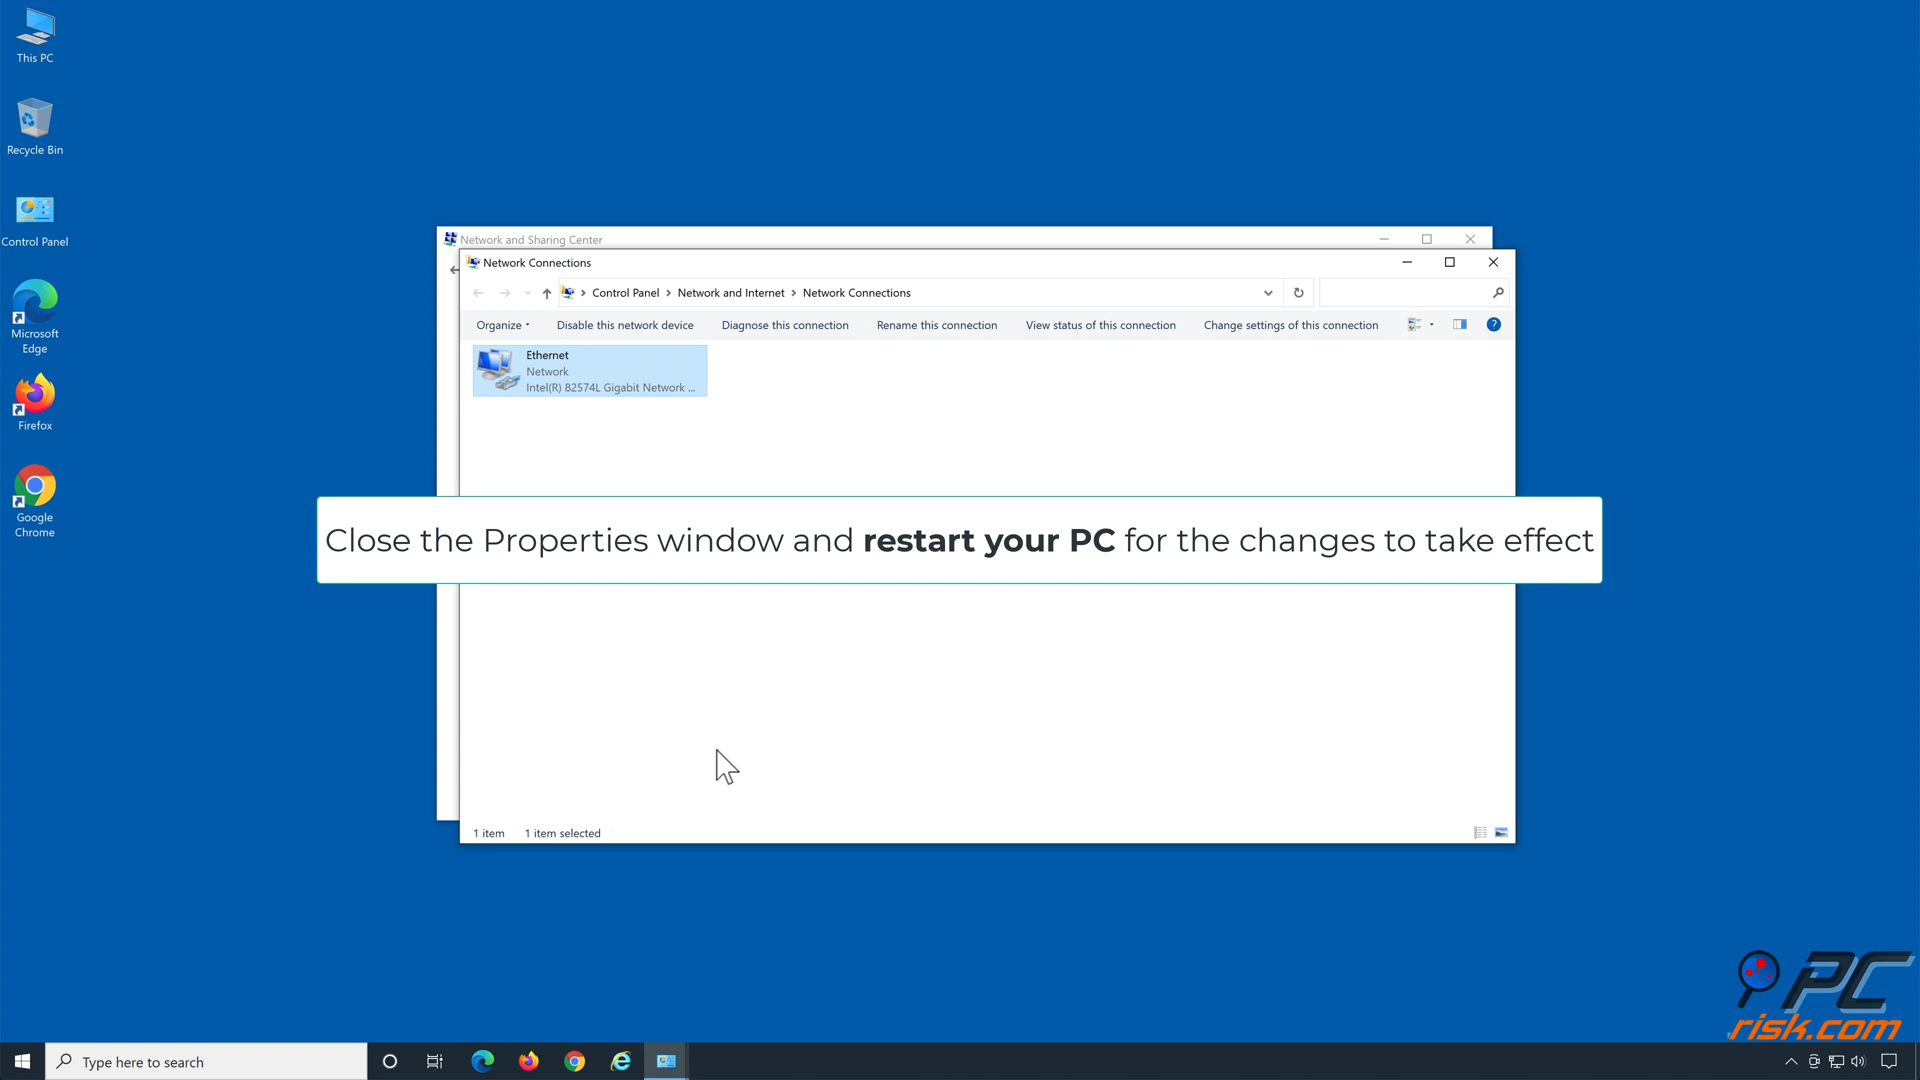 This PC
Recycle Bin
Control Panel
Microsoft
Edge
Firefox
Google
Chrome
Network and Sharing Center
Network Connections
Control Panel > Network and Internet > Network Connections
Organize Disable this network device Diagnose this connection Rename this connection View status of this connection Change settings of this connection ?
Ethernet
Network
Intel(R) 82574L Gigabit Network ...
Close the Properties window and restart your PC for the changes to take effect
1 item 1 item selected
PC
risk.com
Type here to search